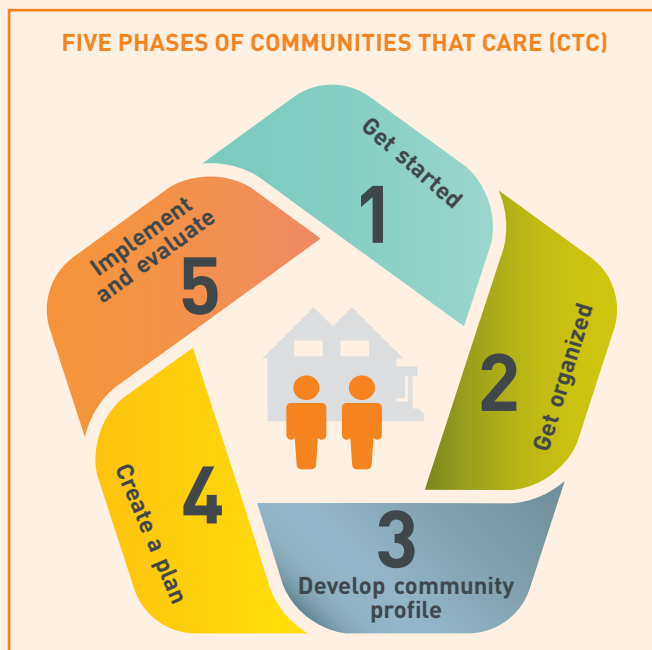 FIVE PHASES OF COMMUNITIES THAT CARE (CTC)
Get started
1
2
Get organized
3
Develop community
profile
4
Create a plan
Implement
and evaluate
5